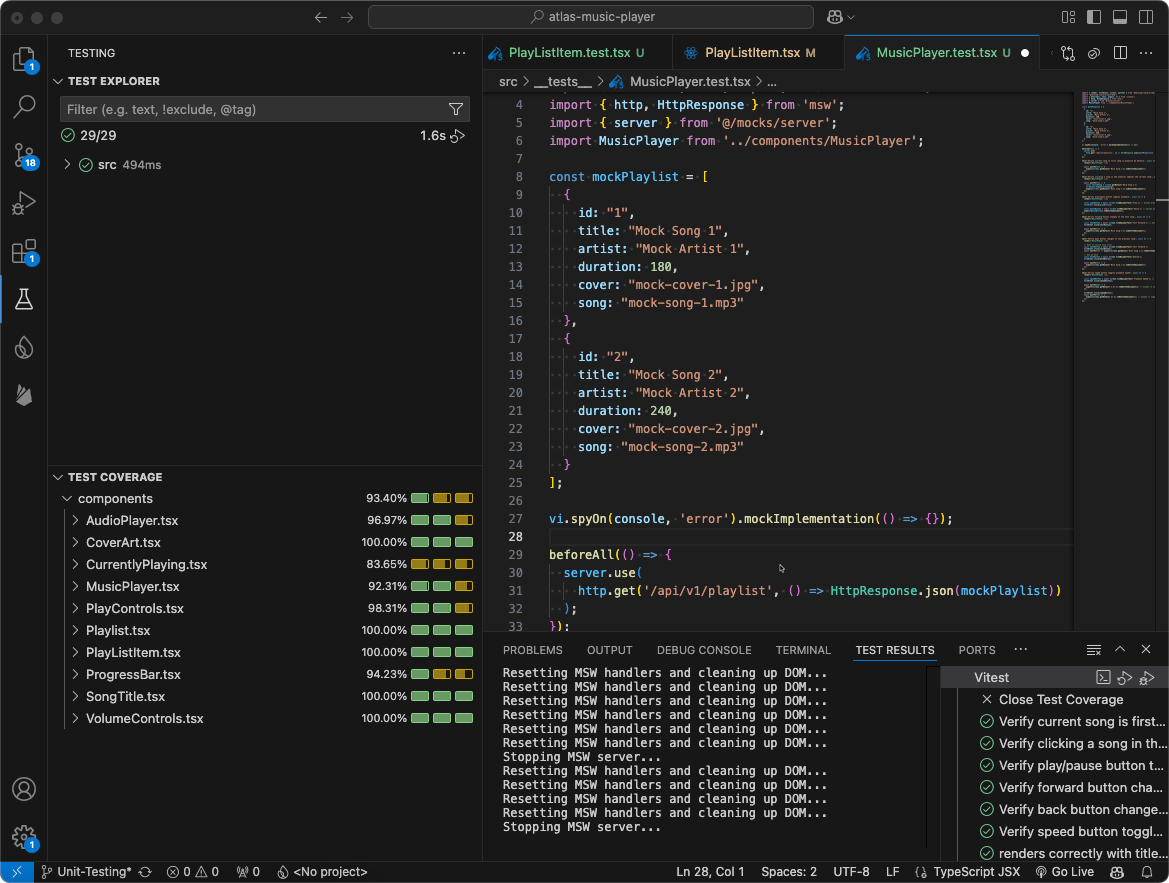 atlas-music-player
TESTING
TEST EXPLORER
Filter (e.g. text, !exclude, @tag)
29/29 1.6s
src 494ms
1
18
1
TEST COVERAGE
components 93.40%
AudioPlayer.tsx 96.97%
CoverArt.tsx 100.00%
CurrentlyPlaying.tsx 83.65%
MusicPlayer.tsx 92.31%
PlayControls.tsx 98.31%
Playlist.tsx 100.00%
PlayListItem.tsx 100.00%
ProgressBar.tsx 94.23%
SongTitle.tsx 100.00%
VolumeControls.tsx 100.00%
1
PlayListItem.test.tsx U PlayListItem.tsx M MusicPlayer.test.tsx U
src > __tests__ > MusicPlayer.test.tsx > ...
4 import { http, HttpResponse } from 'msw';
5 import { server } from '@/mocks/server';
6 import MusicPlayer from '../components/MusicPlayer';
7
8 const mockPlaylist = [
9 {
10 id: "1",
11 title: "Mock Song 1",
12 artist: "Mock Artist 1",
13 duration: 180,
14 cover: "mock-cover-1.jpg",
15 song: "mock-song-1.mp3"
16 },
17 {
18 id: "2",
19 title: "Mock Song 2",
20 artist: "Mock Artist 2",
21 duration: 240,
22 cover: "mock-cover-2.jpg",
23 song: "mock-song-2.mp3"
24 }
25 ];
26
27 vi.spyOn(console, 'error').mockImplementation(() => {});
28
29 beforeAll(() => {
30 server.use(
31 http.get('/api/v1/playlist', () => HttpResponse.json(mockPlaylist))
32 );
33 });
PROBLEMS OUTPUT DEBUG CONSOLE TERMINAL TEST RESULTS PORTS
Resetting MSW handlers and cleaning up DOM...
Resetting MSW handlers and cleaning up DOM...
Resetting MSW handlers and cleaning up DOM...
Resetting MSW handlers and cleaning up DOM...
Resetting MSW handlers and cleaning up DOM...
Resetting MSW handlers and cleaning up DOM...
Stopping MSW server...
Resetting MSW handlers and cleaning up DOM...
Resetting MSW handlers and cleaning up DOM...
Resetting MSW handlers and cleaning up DOM...
Resetting MSW handlers and cleaning up DOM...
Stopping MSW server...
Vitest
Close Test Coverage
Verify current song is first...
Verify clicking a song in th...
Verify play/pause button t...
Verify forward button cha...
Verify back button change...
Verify speed button toggl...
renders correctly with title...
Unit-Testing* 0 0 0 <No project> Ln 28, Col 1 Spaces: 2 UTF-8 LF TypeScript JSX Go Live